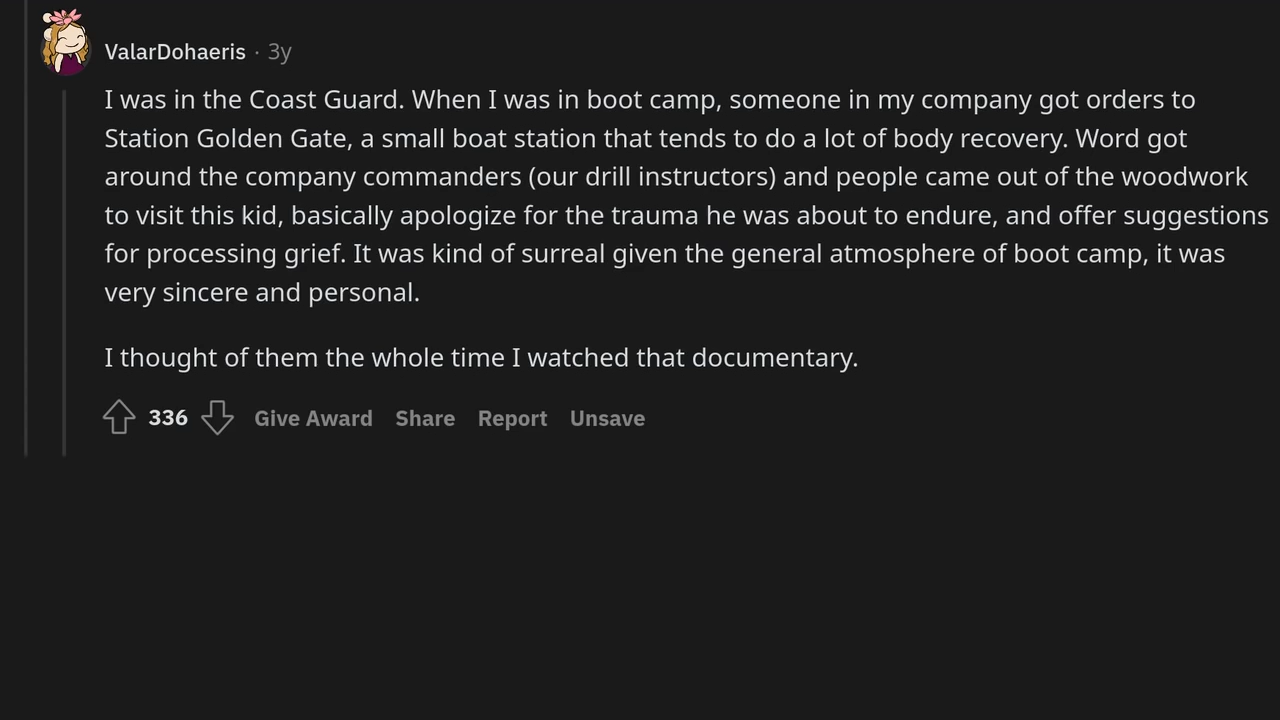 ValarDohaeris · 3y
I was in the Coast Guard. When I was in boot camp, someone in my company got orders to
Station Golden Gate, a small boat station that tends to do a lot of body recovery. Word got
around the company commanders (our drill instructors) and people came out of the woodwork
to visit this kid, basically apologize for the trauma he was about to endure, and offer suggestions
for processing grief. It was kind of surreal given the general atmosphere of boot camp, it was
very sincere and personal.
I thought of them the whole time I watched that documentary.
336 Give Award Share Report Unsave